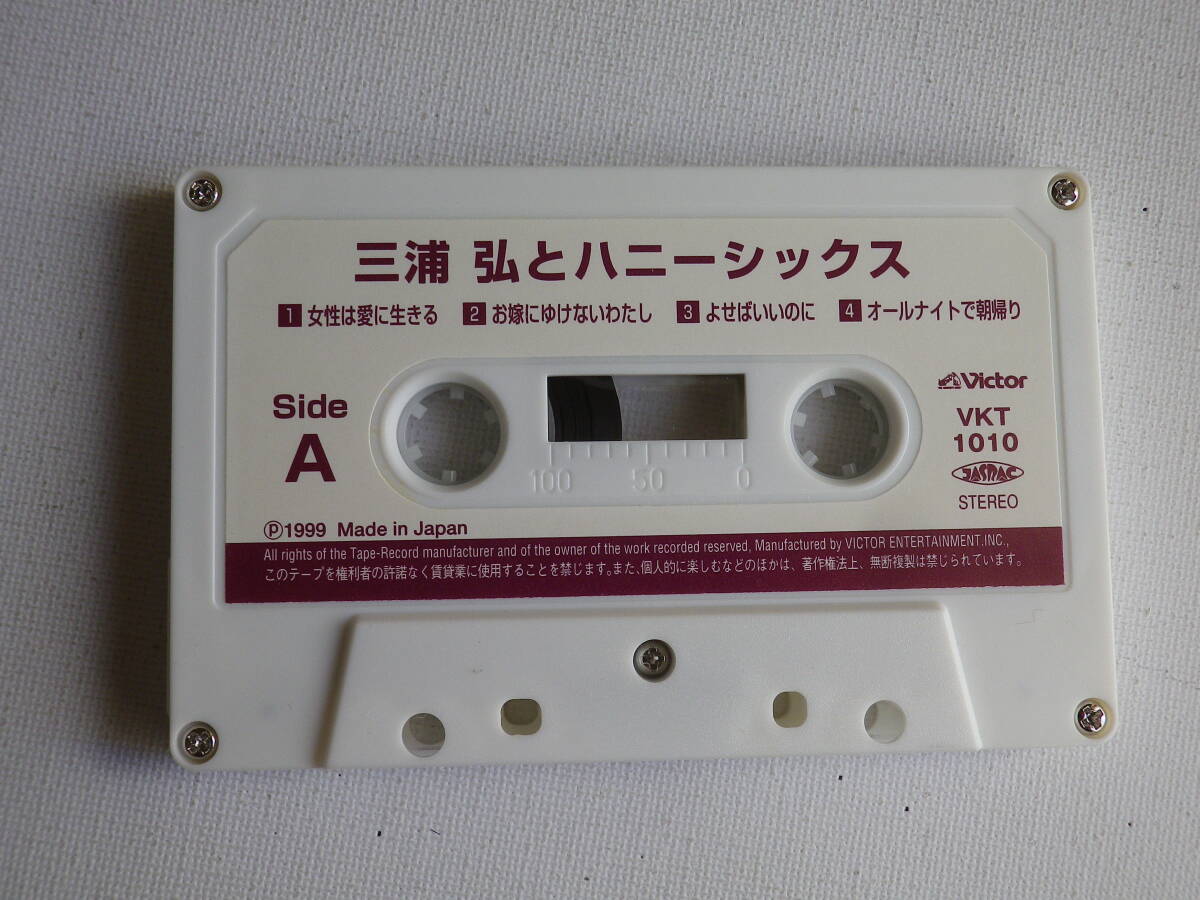 三浦 弘とハニーシックス
1 女性は愛に生きる 2 お嫁にゆけないわたし 3 よせばいいのに 4 オールナイトで朝帰り
Side
A
Victor
VKT
1010
JASRAC
STEREO
100 50 0
Ⓟ1999 Made in Japan
All rights of the Tape-Record manufacturer and of the owner of the work recorded reserved, Manufactured by VICTOR ENTERTAINMENT.INC.,
このテープを権利者の許諾なく賃貸業に使用することを禁じます。また、個人的に楽しむなどのほかは、著作権法上、無断複製は禁じられています。